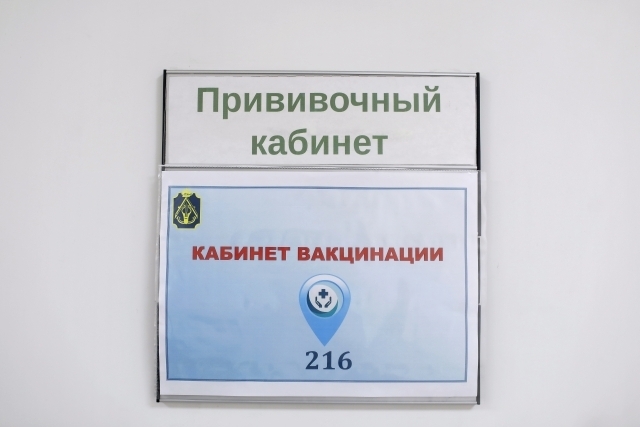 Прививочный
кабинет
КАБИНЕТ ВАКЦИНАЦИИ
216